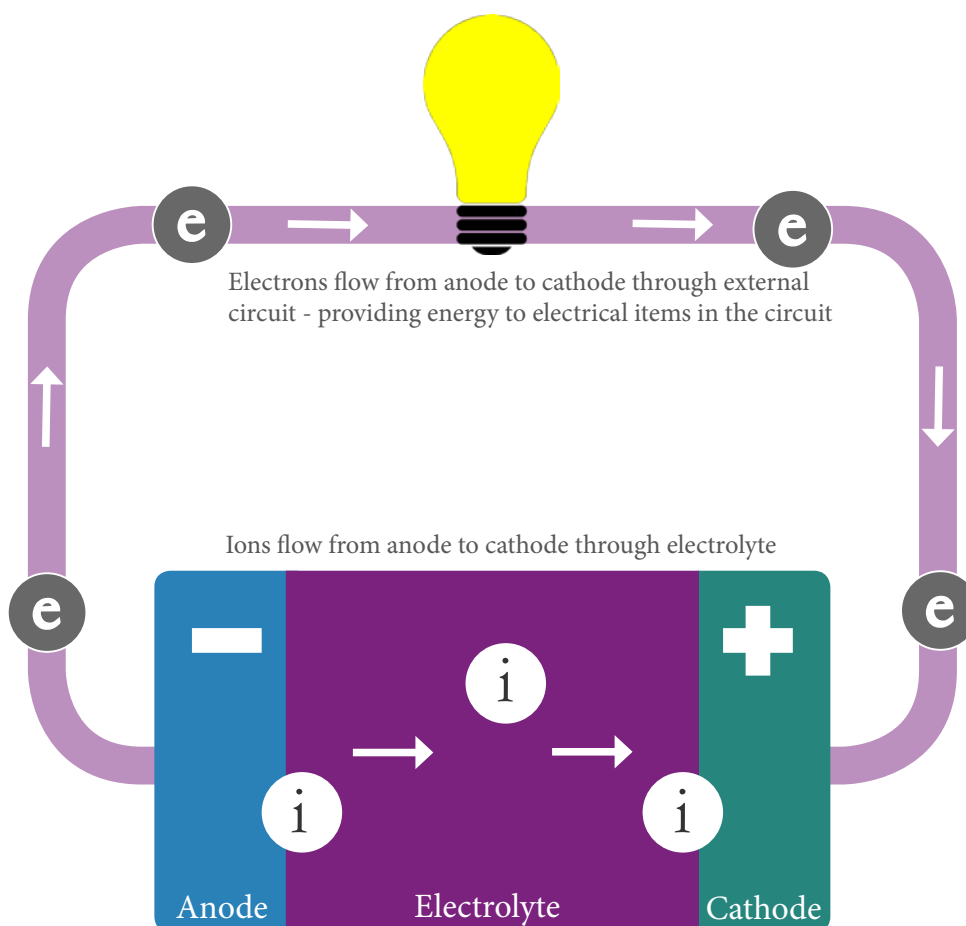 e
e
Electrons flow from anode to cathode through external
circuit - providing energy to electrical items in the circuit
Ions flow from anode to cathode through electrolyte
e
e
i
i
i
Anode
Electrolyte
Cathode